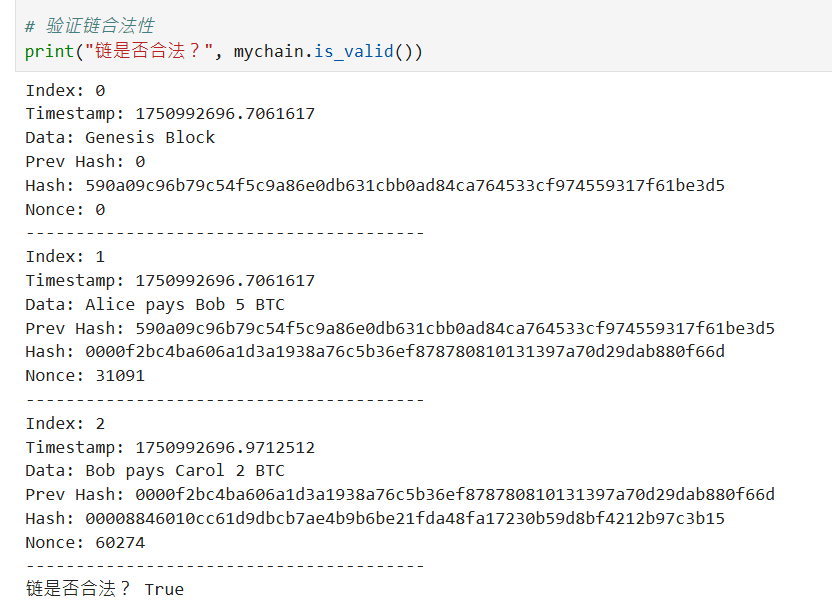 # 验证链合法性
print("链是否合法？", mychain.is_valid())
Index: 0
Timestamp: 1750992696.7061617
Data: Genesis Block
Prev Hash: 0
Hash: 590a09c96b79c54f5c9a86e0db631cbb0ad84ca764533cf974559317f61be3d5
Nonce: 0
----------------------------------------
Index: 1
Timestamp: 1750992696.7061617
Data: Alice pays Bob 5 BTC
Prev Hash: 590a09c96b79c54f5c9a86e0db631cbb0ad84ca764533cf974559317f61be3d5
Hash: 0000f2bc4ba606a1d3a1938a76c5b36ef878780810131397a70d29dab880f66d
Nonce: 31091
----------------------------------------
Index: 2
Timestamp: 1750992696.9712512
Data: Bob pays Carol 2 BTC
Prev Hash: 0000f2bc4ba606a1d3a1938a76c5b36ef878780810131397a70d29dab880f66d
Hash: 00008846010cc61d9dbcb7ae4b9b6be21fda48fa17230b59d8bf4212b97c3b15
Nonce: 60274
----------------------------------------
链是否合法？ True